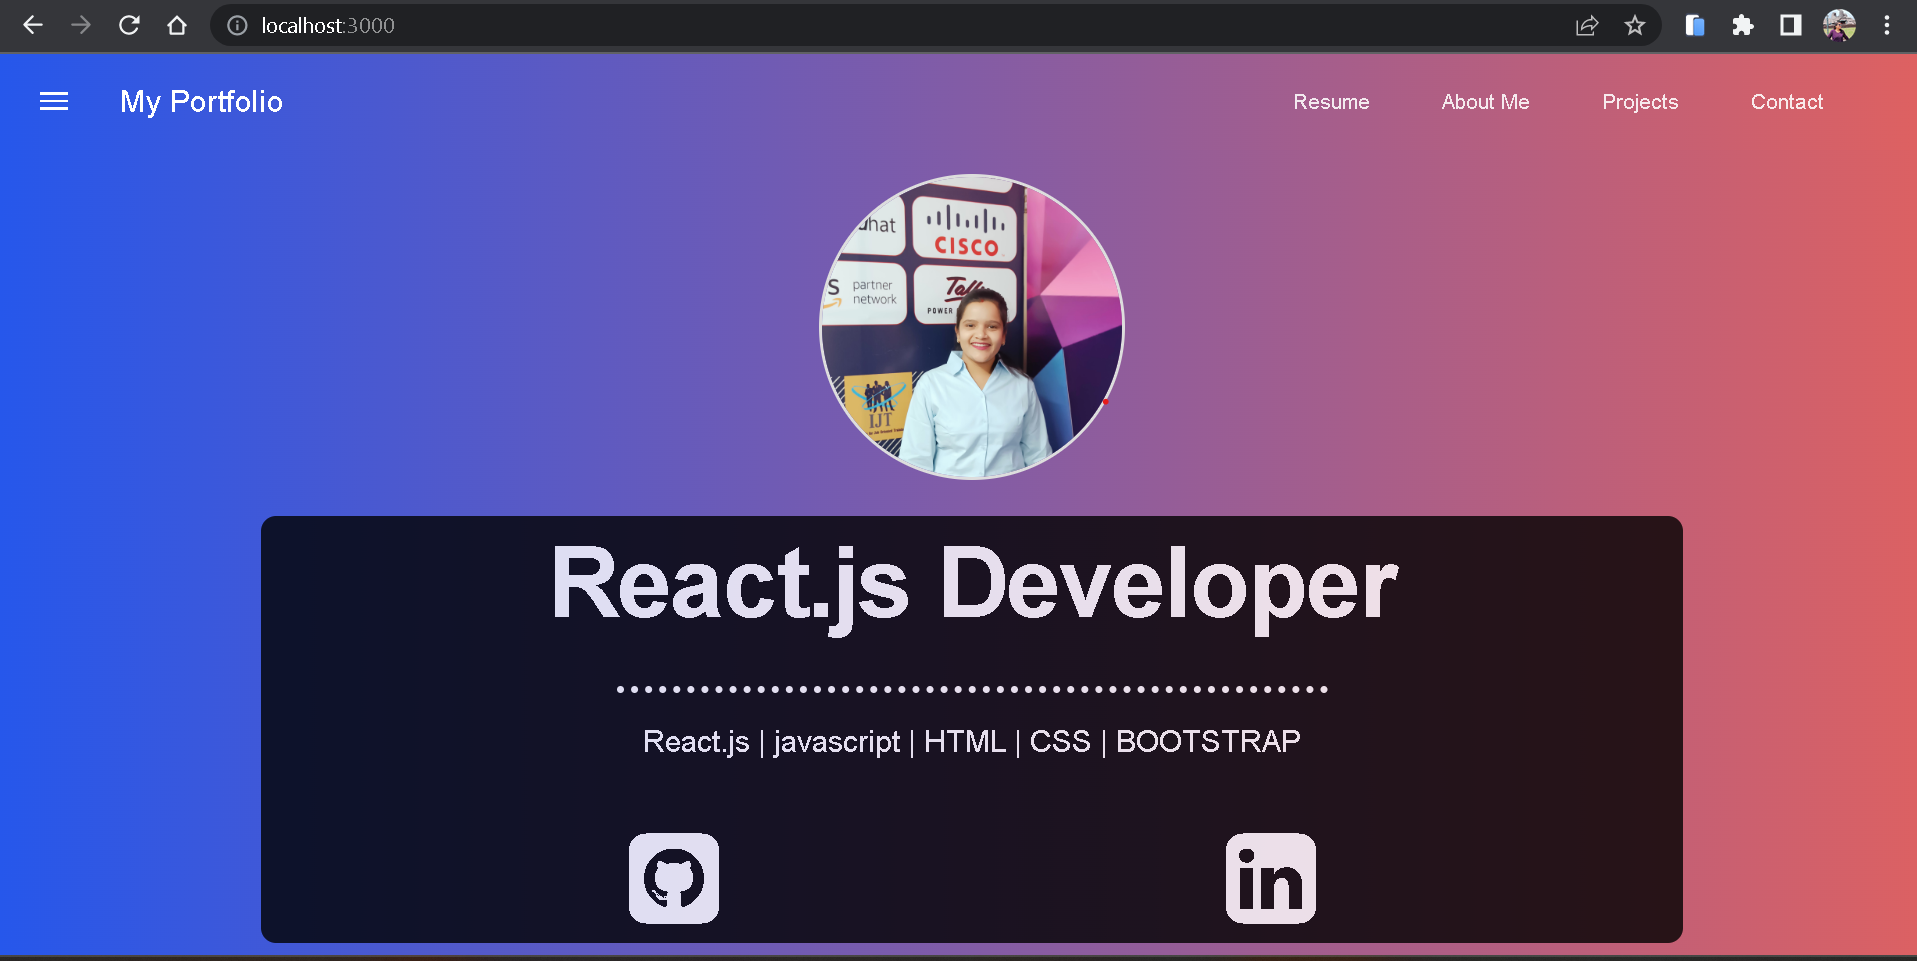 localhost:3000
My Portfolio
Resume
About Me
Projects
Contact
hat
CISCO
S partner
network
Tally
POWER
IJT
React.js Developer
React.js | javascript | HTML | CSS | BOOTSTRAP
in